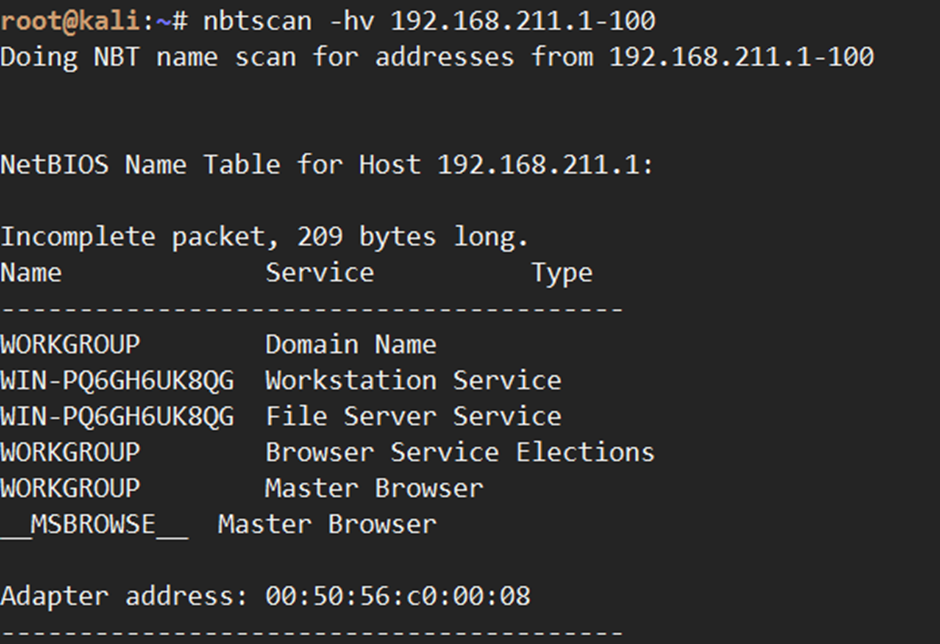 root@kali:~# nbtscan -hv 192.168.211.1-100
Doing NBT name scan for addresses from 192.168.211.1-100
NetBIOS Name Table for Host 192.168.211.1:
Incomplete packet, 209 bytes long.
Name             Service          Type
----------------------------------------
WORKGROUP        Domain Name
WIN-PQ6GH6UK8QG  Workstation Service
WIN-PQ6GH6UK8QG  File Server Service
WORKGROUP        Browser Service Elections
WORKGROUP        Master Browser
__MSBROWSE__  Master Browser
Adapter address: 00:50:56:c0:00:08
----------------------------------------